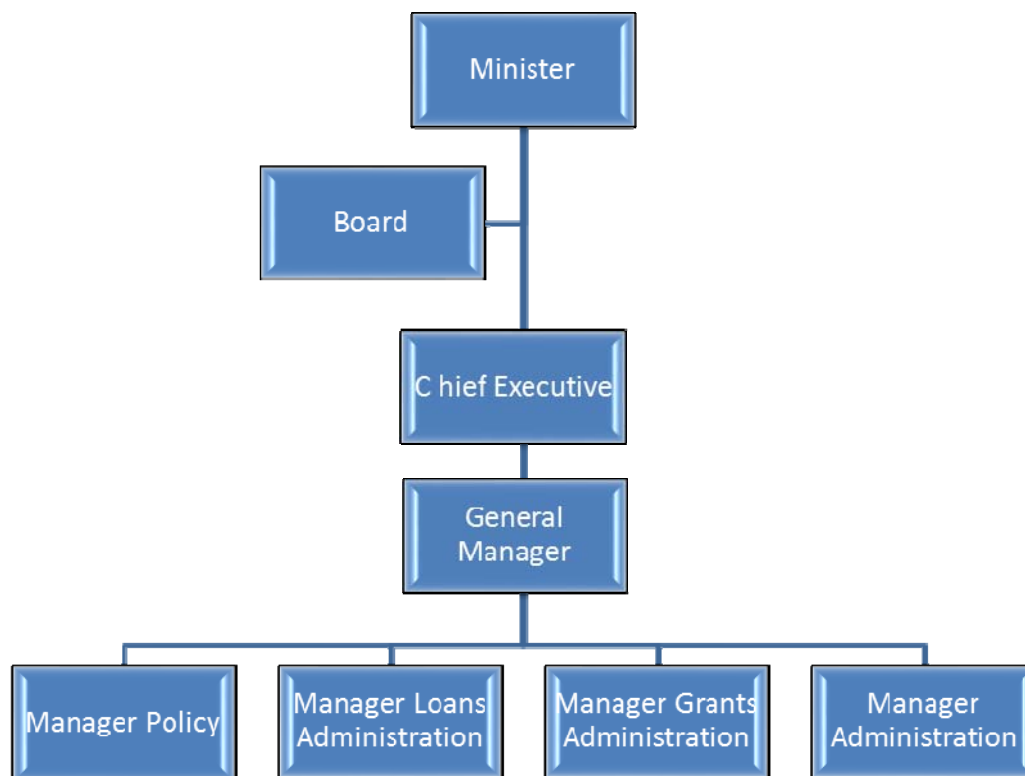 Minister
Board
C hief Executive
General
Manager
Manager Policy
Manager Loans
Administration
Manager Grants
Administration
Manager
Administration